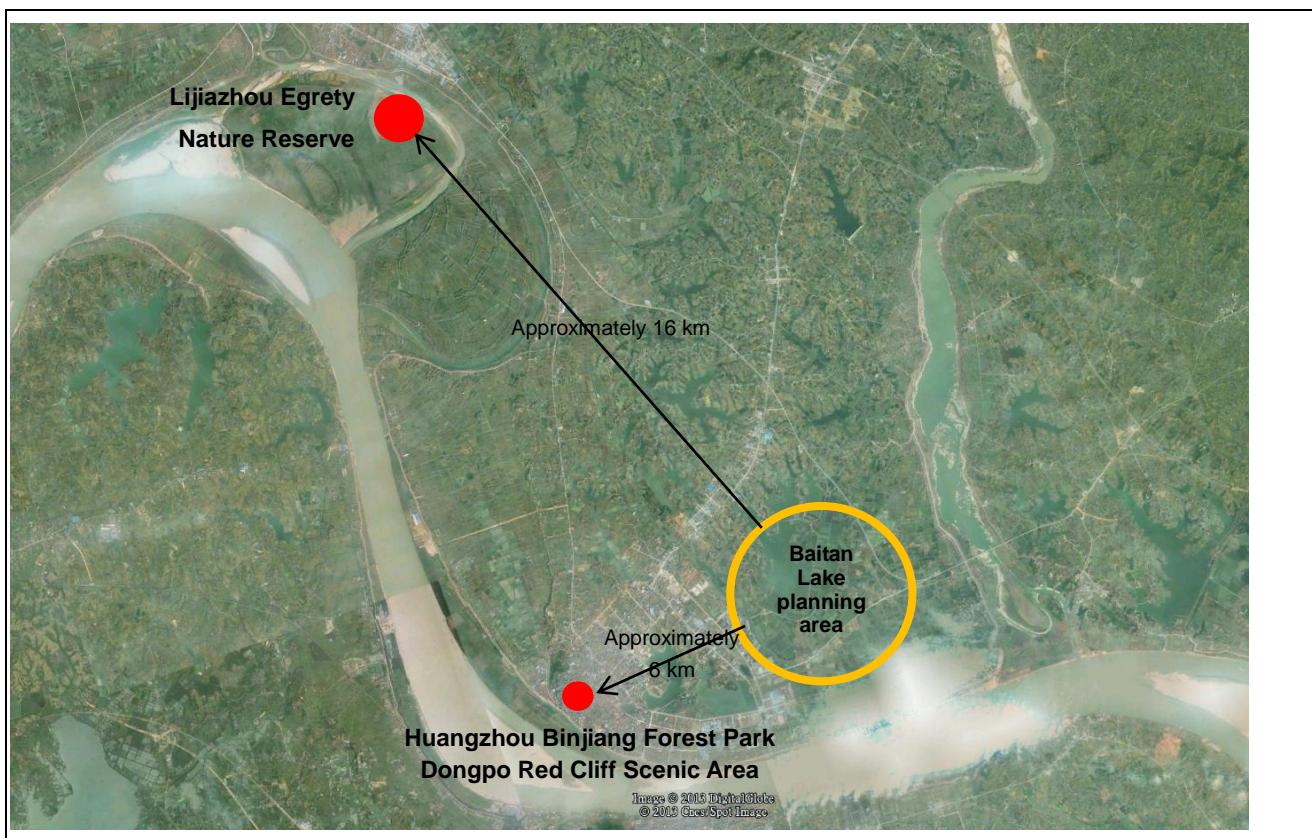 Lijiazhou Egrety
Nature Reserve
Approximately 16 km
Baitan
Lake
planning
area
Approximately
6 km
Huangzhou Binjiang Forest Park
Dongpo Red Cliff Scenic Area
Image © 2013 DigitalGlobe
© 2013 Cnes/Spot Image